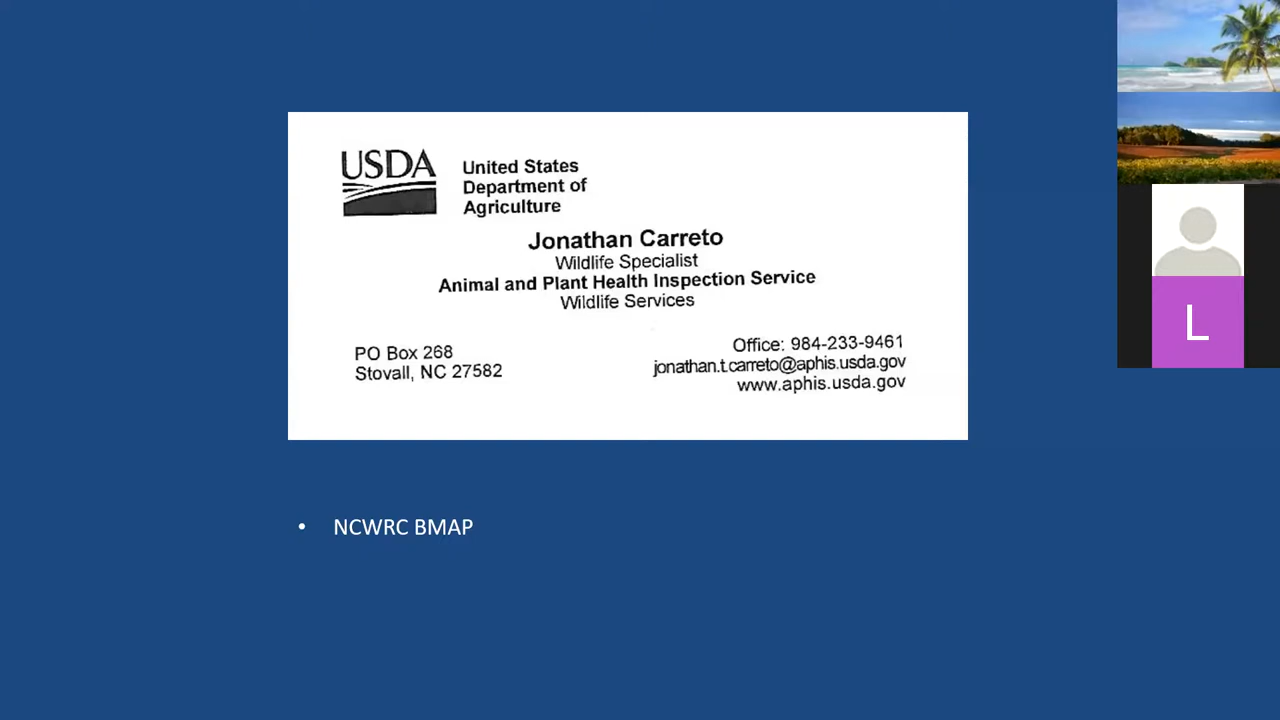 USDA
United States
Department of
Agriculture
Jonathan Carreto
Wildlife Specialist
Animal and Plant Health Inspection Service
Wildlife Services
PO Box 268
Stovall, NC 27582
Office: 984-233-9461
jonathan.t.carreto@aphis.usda.gov
www.aphis.usda.gov
• NCWRC BMAP
L